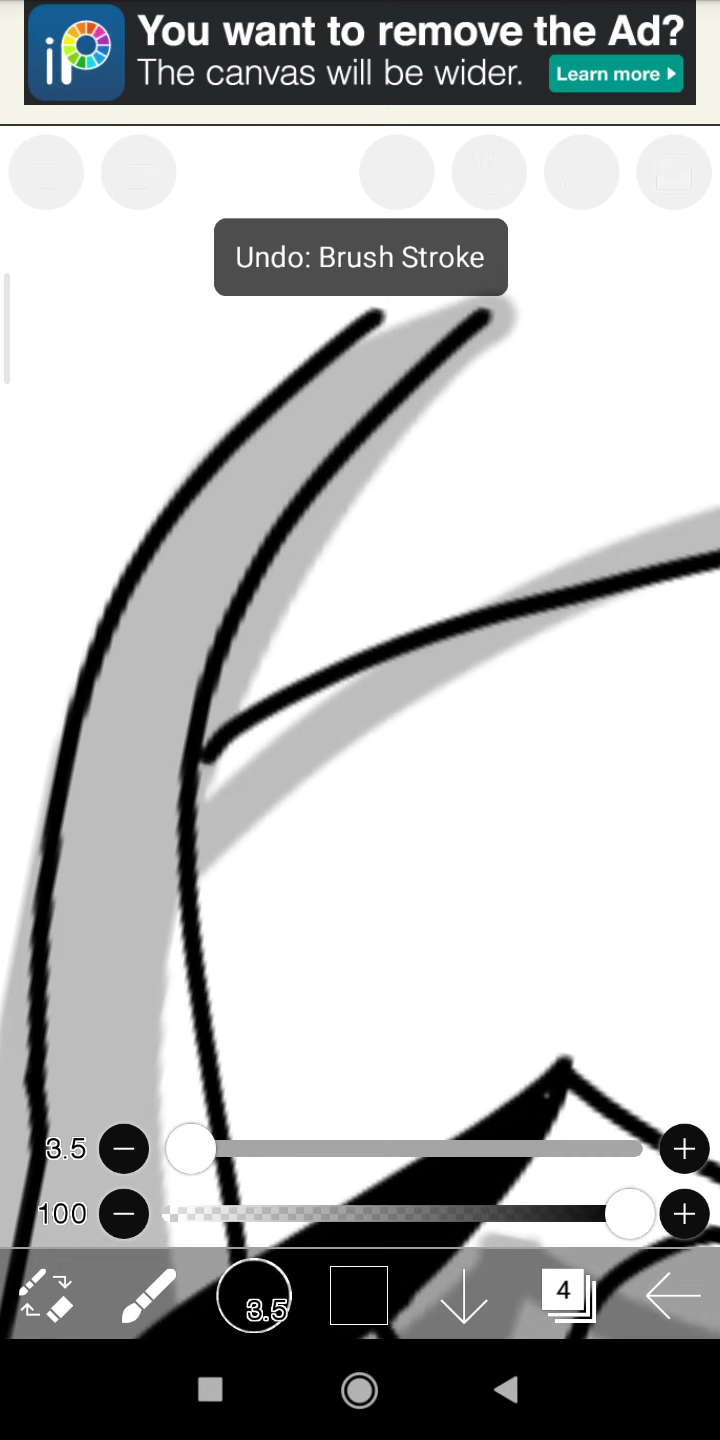 iP
You want to remove the Ad?
The canvas will be wider.
Learn more
Undo: Brush Stroke
3.5
100
3.5
4